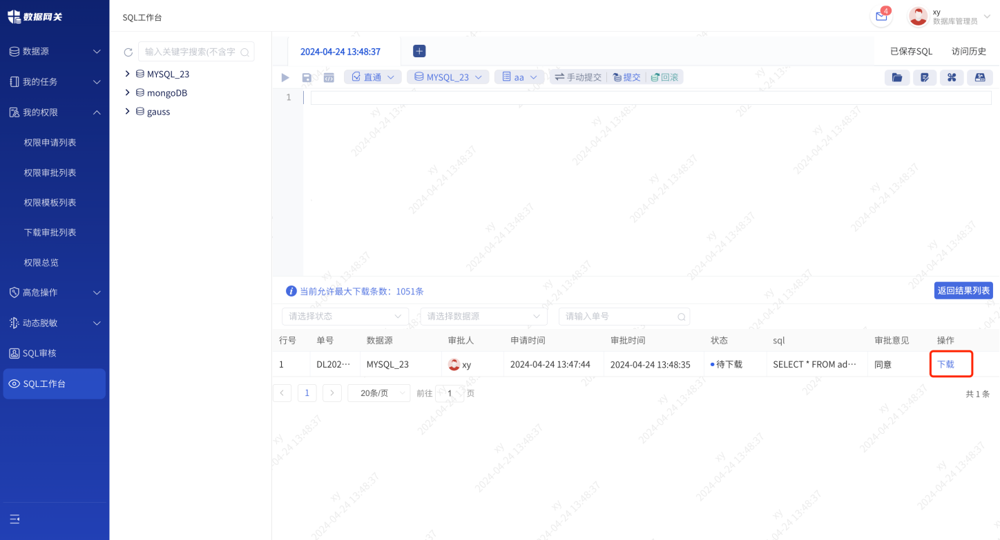 数据网关
SQL工作台
4
xy
数据库管理员
数据源
我的任务
我的权限
权限申请列表
权限审批列表
权限模板列表
下载审批列表
权限总览
高危操作
动态脱敏
SQL审核
SQL工作台
输入关键字搜索(不含字
MYSQL_23
mongoDB
gauss
2024-04-24 13:48:37
已保存SQL 访问历史
直通 MYSQL_23 aa 手动提交 提交 回滚
1
当前允许最大下载条数：1051条
返回结果列表
请选择状态 请选择数据源 请输入单号
行号 单号 数据源 审批人 申请时间 审批时间 状态 sql 审批意见 操作
1 DL202··· MYSQL_23 xy 2024-04-24 13:47:44 2024-04-24 13:48:35 待下载 SELECT * FROM ad··· 同意 下载
1 20条/页 前往 1 页
共 1 条
xy
2024-04-24 13:48:37